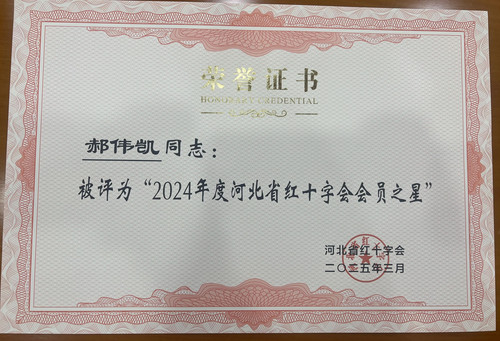 荣誉证书
HONORARY CREDENTIAL
郝伟凯同志：
被评为“2024年度河北省红十字会会员之星”
河北省红十字会
二〇二五年三月